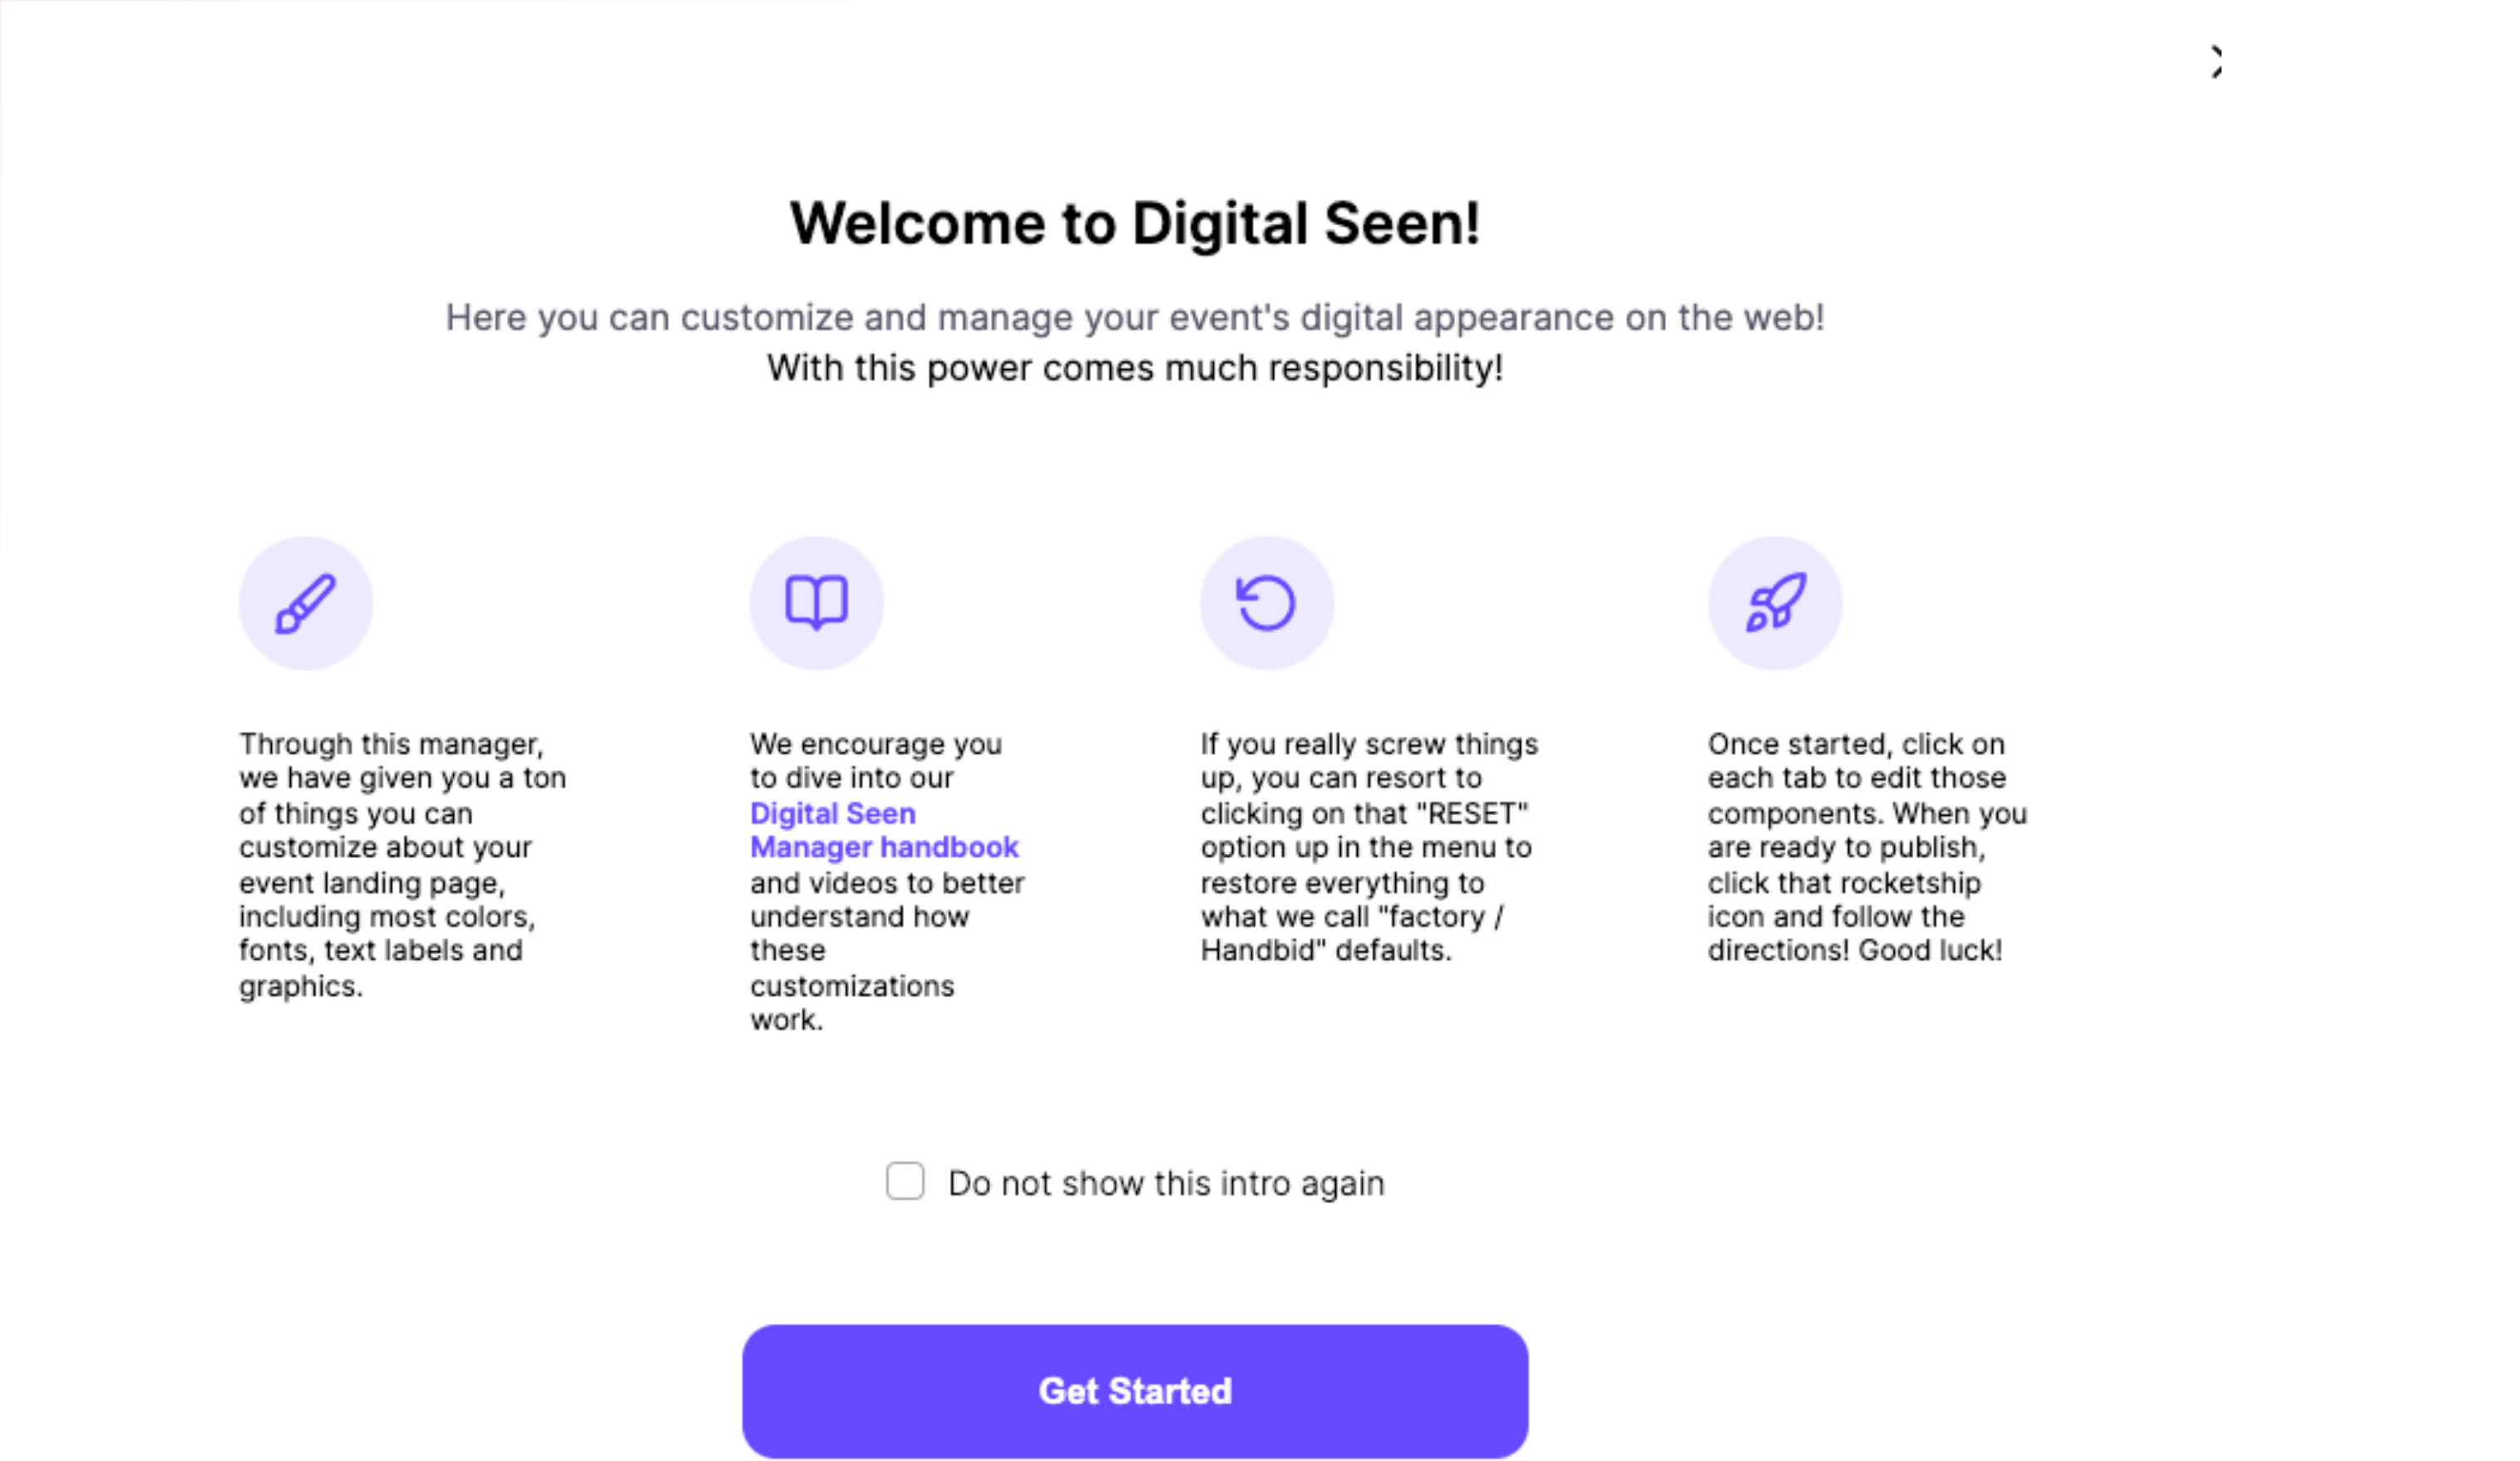 Welcome to Digital Seen!
Here you can customize and manage your event's digital appearance on the web!
With this power comes much responsibility!
Through this manager,
we have given you a ton
of things you can
customize about your
event landing page,
including most colors,
fonts, text labels and
graphics.
We encourage you
to dive into our
Digital Seen
Manager handbook
and videos to better
understand how
these
customizations
work.
If you really screw things
up, you can resort to
clicking on that "RESET"
option up in the menu to
restore everything to
what we call "factory /
Handbid" defaults.
Once started, click on
each tab to edit those
components. When you
are ready to publish,
click that rocketship
icon and follow the
directions! Good luck!
Do not show this intro again
Get Started